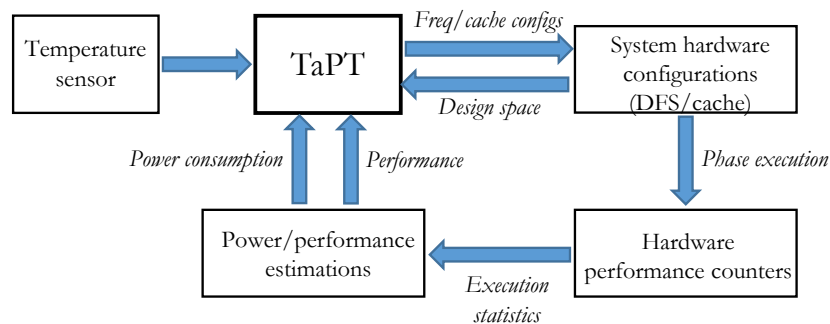 Freq/cache configs
Temperature
sensor
TaPT
System hardware
configurations
(DFS/cache)
Design space
Power consumption
Performance
Phase execution
Power/performance
estimations
Hardware
performance counters
Execution
statistics